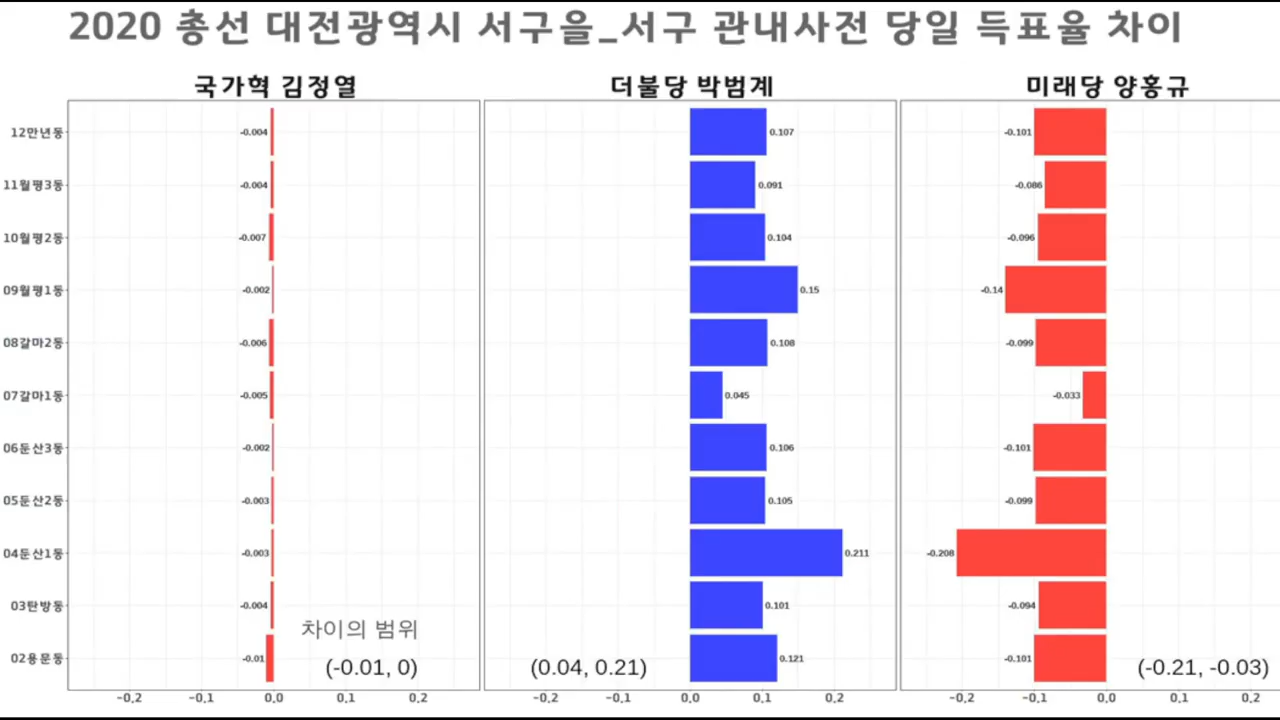 2020 총선 대전광역시 서구을_서구 관내사전 당일 득표율 차이
국가혁 김정열 더불당 박범계 미래당 양홍규
12만년동 -0.004 0.107 -0.101
11월평3동 -0.004 0.091 -0.086
10월평2동 -0.007 0.104 -0.096
09월평1동 -0.002 0.15 -0.14
08갈마2동 -0.006 0.108 -0.099
07갈마1동 -0.005 0.045 -0.033
06둔산3동 -0.002 0.106 -0.101
05둔산2동 -0.003 0.105 -0.099
04둔산1동 -0.003 0.211 -0.208
03탄방동 -0.004 0.101 -0.094
차이의 범위
02용문동 -0.01 0.121 -0.101
(-0.01, 0) (0.04, 0.21) (-0.21, -0.03)
-0.2 -0.1 0.0 0.1 0.2 -0.2 -0.1 0.0 0.1 0.2 -0.2 -0.1 0.0 0.1 0.2